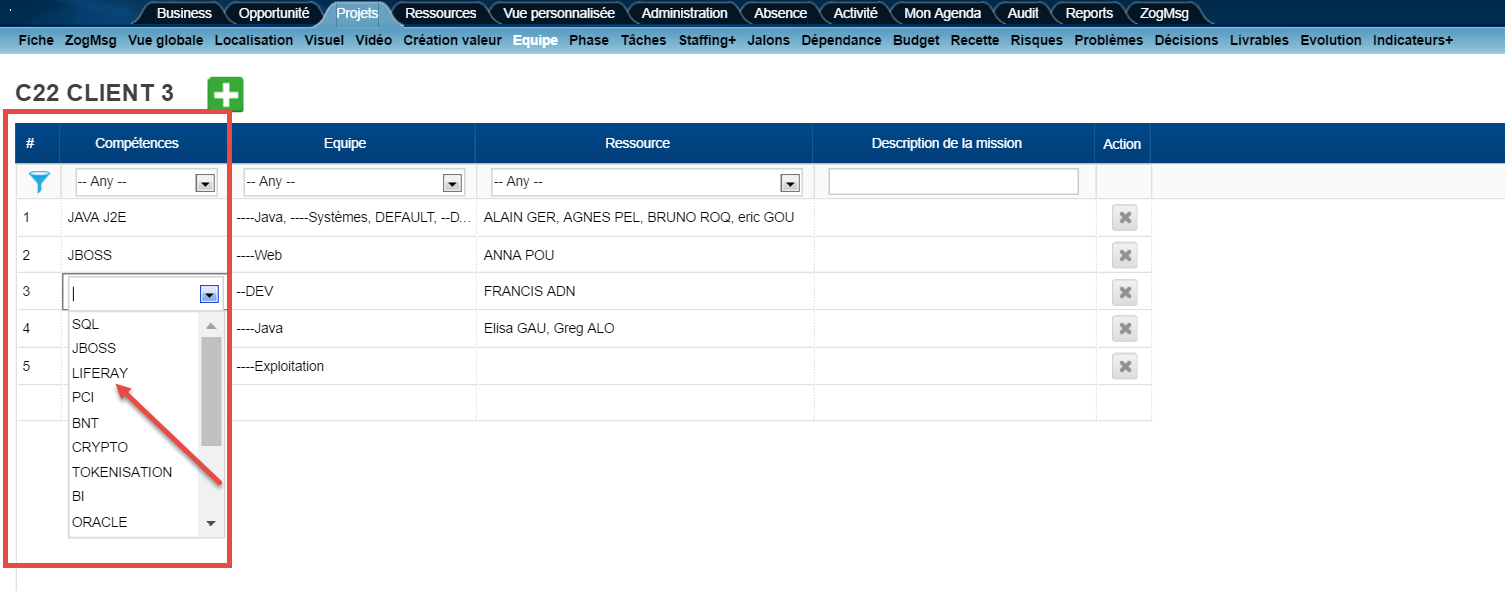 Business Opportunité Projets Ressources Vue personnalisée Administration Absence Activité Mon Agenda Audit Reports ZogMsg
Fiche ZogMsg Vue globale Localisation Visuel Vidéo Création valeur Equipe Phase Tâches Staffing+ Jalons Dépendance Budget Recette Risques Problèmes Décisions Livrables Evolution Indicateurs+
C22 CLIENT 3
# Compétences Equipe Ressource Description de la mission Action
-- Any -- -- Any -- -- Any --
1 JAVA J2E ----Java, ----Systèmes, DEFAULT, --D... ALAIN GER, AGNES PEL, BRUNO ROQ, eric GOU
2 JBOSS ----Web ANNA POU
3 --DEV FRANCIS ADN
4 ----Java Elisa GAU, Greg ALO
5 ----Exploitation
SQL
JBOSS
LIFERAY
PCI
BNT
CRYPTO
TOKENISATION
BI
ORACLE